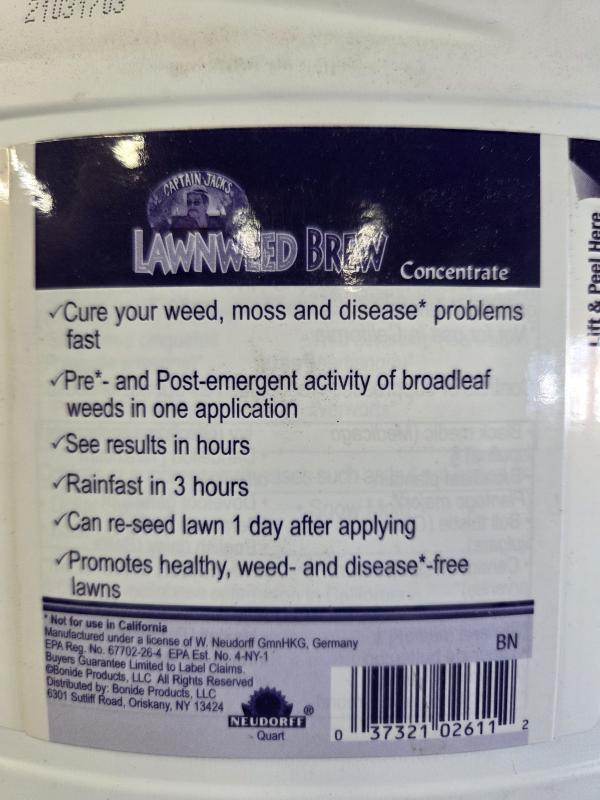 21031703
CAPTAIN JACK'S
LAWNWEED BREW
Concentrate
✓Cure your weed, moss and disease* problems
fast
✓Pre*- and Post-emergent activity of broadleaf
weeds in one application
✓See results in hours
✓Rainfast in 3 hours
✓Can re-seed lawn 1 day after applying
✓Promotes healthy, weed- and disease*-free
lawns
* Not for use in California
Manufactured under a license of W. Neudorff GmnHKG, Germany
EPA Reg. No. 67702-26-4 EPA Est. No. 4-NY-1
Buyers Guarantee Limited to Label Claims.
©Bonide Products, LLC All Rights Reserved
Distributed by: Bonide Products, LLC
6301 Sutliff Road, Oriskany, NY 13424
NEUDORFF®
Quart
BN
0 37321 02611 2
Lift & Peel Here